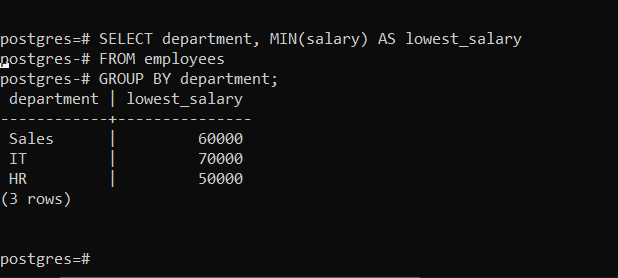 postgres=# SELECT department, MIN(salary) AS lowest_salary
postgres-# FROM employees
postgres-# GROUP BY department;
 department | lowest_salary
------------+---------------
 Sales      |         60000
 IT         |         70000
 HR         |         50000
(3 rows)
postgres=#